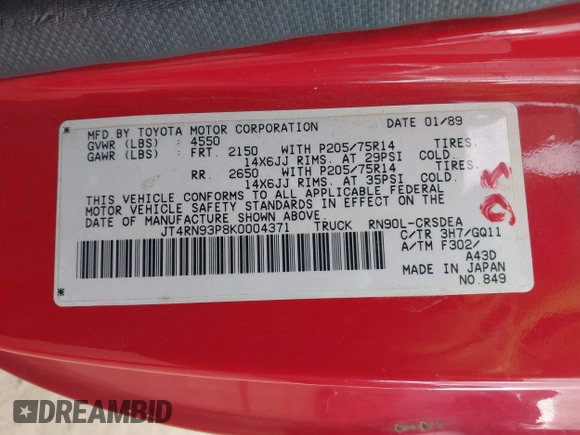 MFD.BY TOYOTA MOTOR CORPORATION DATE 01/89
GVWR (LBS) : 4550
GAWR (LBS) : FRT. 2150 WITH P205/75R14 TIRES.
14X6JJ RIMS. AT 29PSI COLD.
RR. 2650 WITH P205/75R14 TIRES.
14X6JJ RIMS. AT 35PSI COLD.
THIS VEHICLE CONFORMS TO ALL APPLICABLE FEDERAL
MOTOR VEHICLE SAFETY STANDARDS IN EFFECT ON THE DATE OF
MANUFACTURE SHOWN ABOVE.
JT4RN93P8K0004371 TRUCK RN90L-CRSDEA
C/TR 3H7/GQ11
A/TM F302/
A43D
MADE IN JAPAN
NO.849
DREAMBID